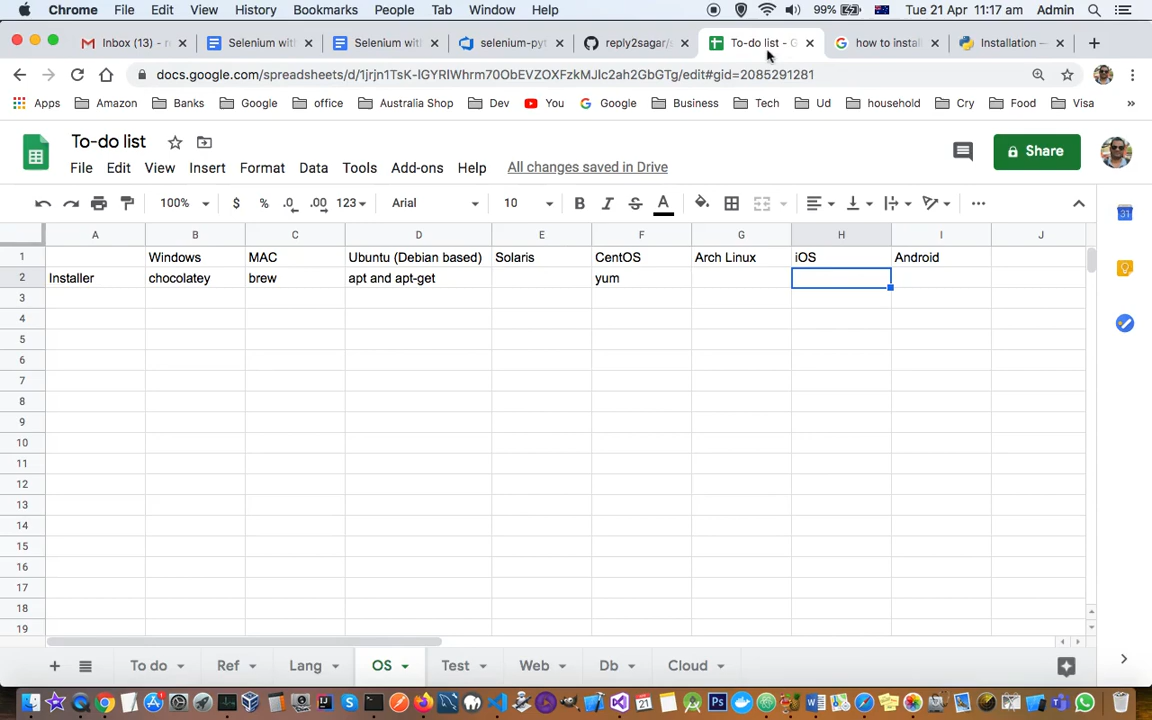 Chrome File Edit View History Bookmarks People Tab Window Help 99% Tue 21 Apr 11:17 am Admin
Inbox (13) - r Selenium wit Selenium wit selenium-pyt reply2sagar/s To-do list - G how to instal Installation —
docs.google.com/spreadsheets/d/1jrjn1TsK-IGYRIWhrm70ObEVZOXFzkMJlc2ah2GbGTg/edit#gid=2085291281
Apps Amazon Banks Google office Australia Shop Dev You Google Business Tech Ud household Cry Food Visa »
To-do list
File Edit View Insert Format Data Tools Add-ons Help All changes saved in Drive
Share
100% $ % .0 .00 123 Arial 10 B I S A
A B C D E F G H I J
1 Windows MAC Ubuntu (Debian based) Solaris CentOS Arch Linux iOS Android
2 Installer chocolatey brew apt and apt-get yum
3
4
5
6
7
8
9
10
11
12
13
14
15
16
17
18
19
To do Ref Lang OS Test Web Db Cloud